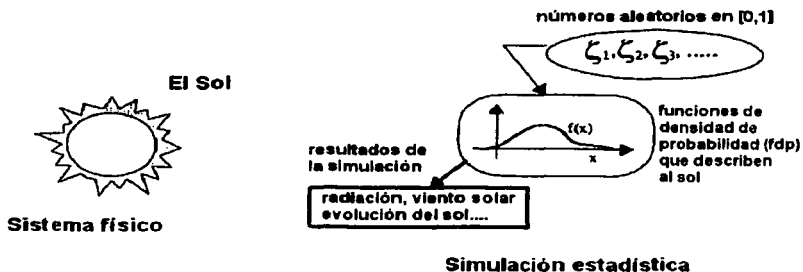 números aleatorios en [0,1]
ζ1,ζ2,ζ3, .....
El Sol
f(x)
x
funciones de
densidad de
probabilidad (fdp)
que describen
al sol
resultados de
la simulación
radiación, viento solar
evolución del sol....
Sistema físico
Simulación estadística